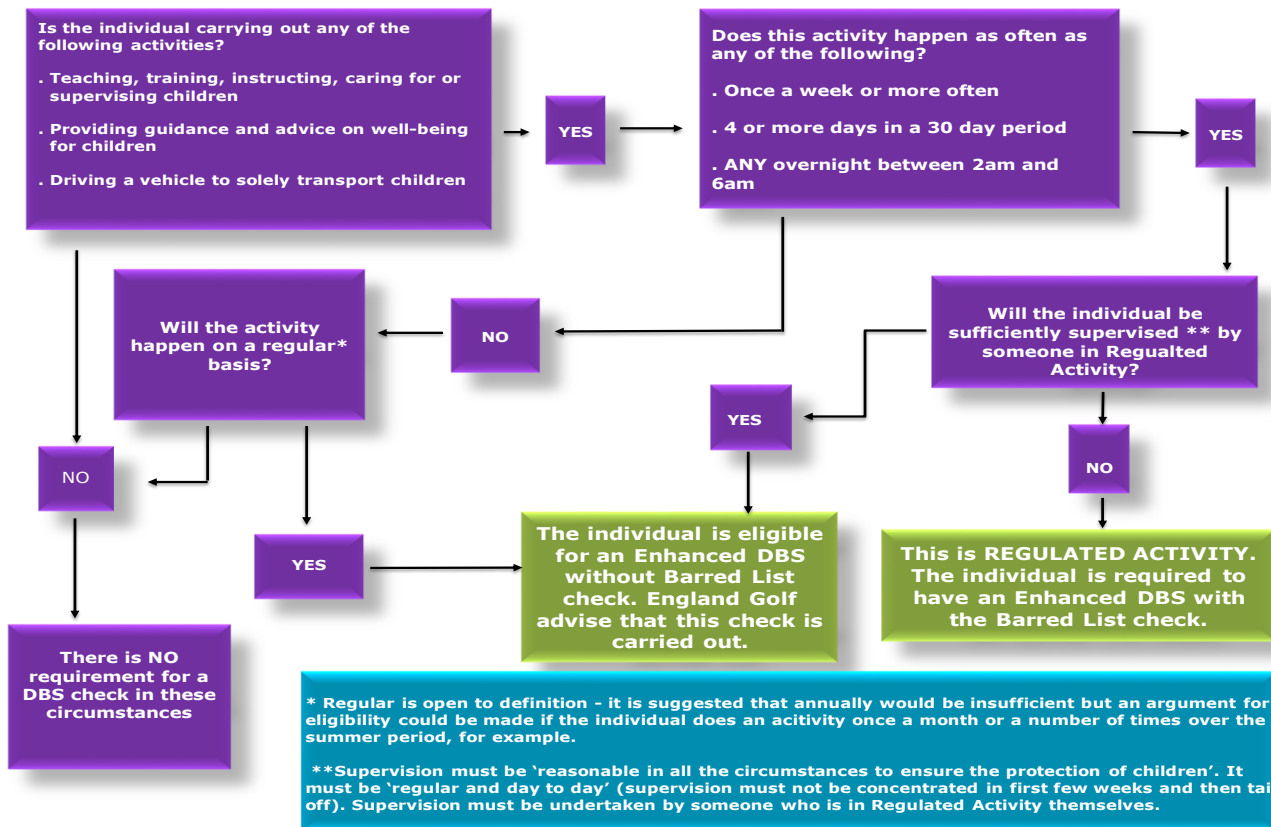 Is the individual carrying out any of the
following activities?
. Teaching, training, instructing, caring for or
supervising children
. Providing guidance and advice on well-being
for children
. Driving a vehicle to solely transport children
YES
Does this activity happen as often as
any of the following?
. Once a week or more often
. 4 or more days in a 30 day period
. ANY overnight between 2am and
6am
YES
Will the activity
happen on a regular*
basis?
NO
Will the individual be
sufficiently supervised ** by
someone in Regualted
Activity?
YES
NO
NO
YES
The individual is eligible
for an Enhanced DBS
without Barred List
check. England Golf
advise that this check is
carried out.
This is REGULATED ACTIVITY.
The individual is required to
have an Enhanced DBS with
the Barred List check.
There is NO
requirement for a
DBS check in these
circumstances
* Regular is open to definition - it is suggested that annually would be insufficient but an argument for
eligibility could be made if the individual does an acitivity once a month or a number of times over the
summer period, for example.
**Supervision must be ‘reasonable in all the circumstances to ensure the protection of children’. It
must be ‘regular and day to day’ (supervision must not be concentrated in first few weeks and then tai
off). Supervision must be undertaken by someone who is in Regulated Activity themselves.